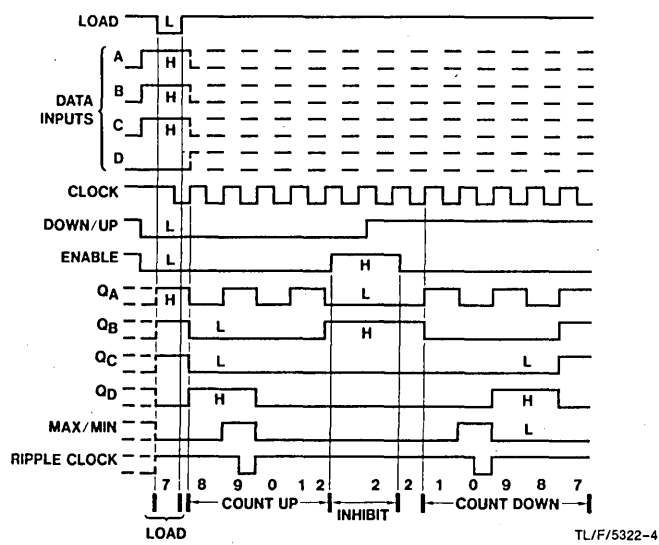 LOAD L
A H
B H
DATA INPUTS
C H
D
CLOCK
DOWN/UP L
ENABLE L H
QA H L
QB L H
QC L L
QD H H
MAX/MIN L
RIPPLE CLOCK
7 8 9 0 1 2 2 2 1 0 9 8 7
COUNT UP INHIBIT COUNT DOWN
LOAD
TL/F/5322-4